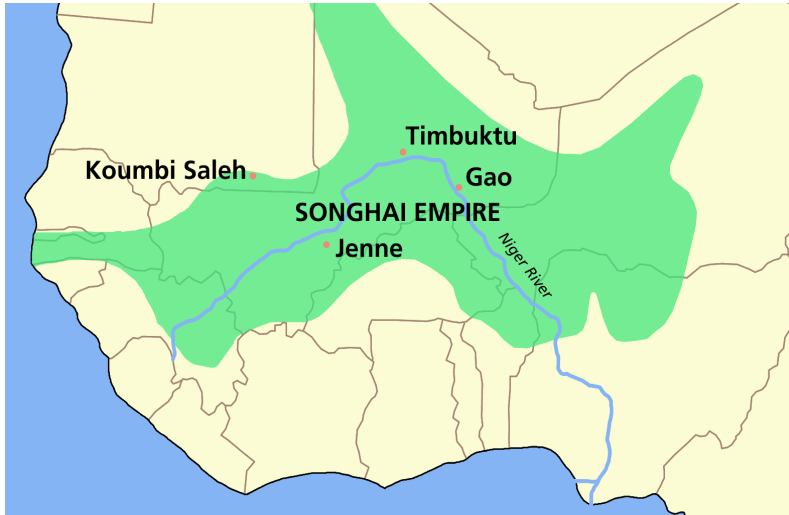 Timbuktu
Koumbi Saleh
Gao
SONGHAI EMPIRE
Jenne
Niger River